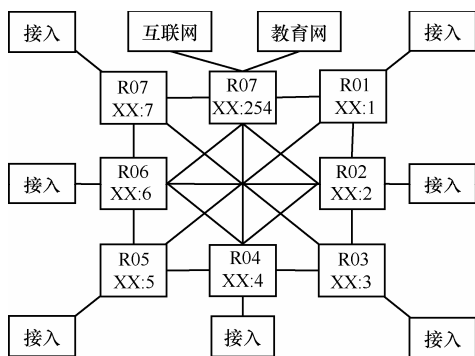 接入
互联网
教育网
接入
R07
XX:7
R07
XX:254
R01
XX:1
接入
R06
XX:6
R02
XX:2
接入
R05
XX:5
R04
XX:4
R03
XX:3
接入
接入
接入